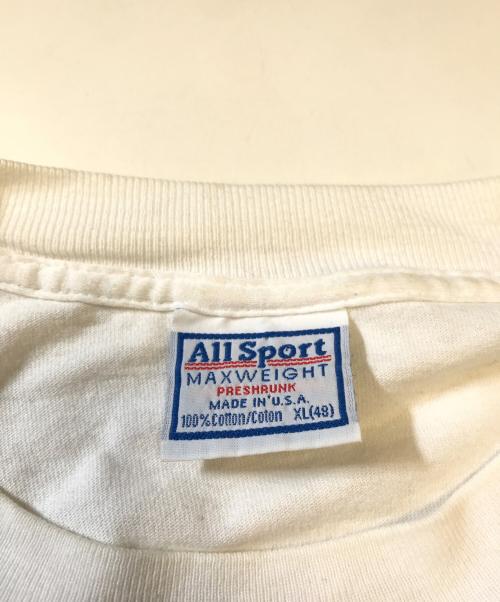 All Sport
MAXWEIGHT
PRESHRUNK
MADE IN U.S.A.
100% Cotton/Coton XL(48)